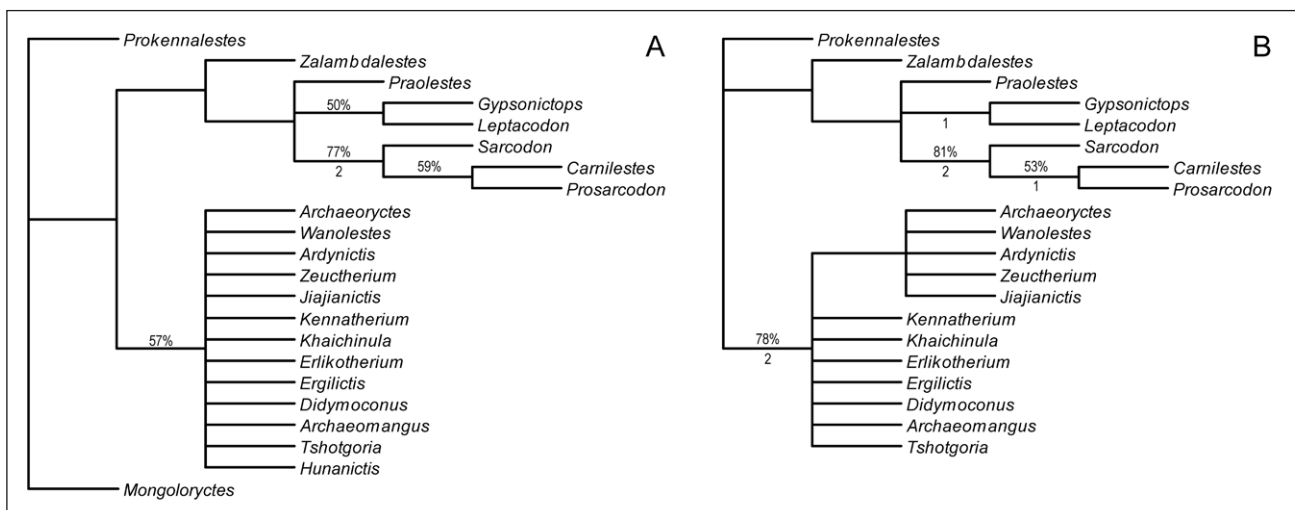 A
Prokennalestes
Zalambdalestes
Praolestes
50%
Gypsonictops
Leptacodon
77%
2
Sarcodon
59%
Carnilestes
Prosarcodon
Archaeoryctes
Wanolestes
Ardynictis
Zeuctherium
Jiajianictis
Kennatherium
57%
Khaichinula
Erlikotherium
Ergilictis
Didymoconus
Archaeomangus
Tshotgoria
Hunanictis
Mongoloryctes
B
Prokennalestes
Zalambdalestes
Praolestes
Gypsonictops
1
Leptacodon
81%
2
Sarcodon
53%
1
Carnilestes
Prosarcodon
Archaeoryctes
Wanolestes
Ardynictis
Zeuctherium
Jiajianictis
Kennatherium
78%
2
Khaichinula
Erlikotherium
Ergilictis
Didymoconus
Archaeomangus
Tshotgoria